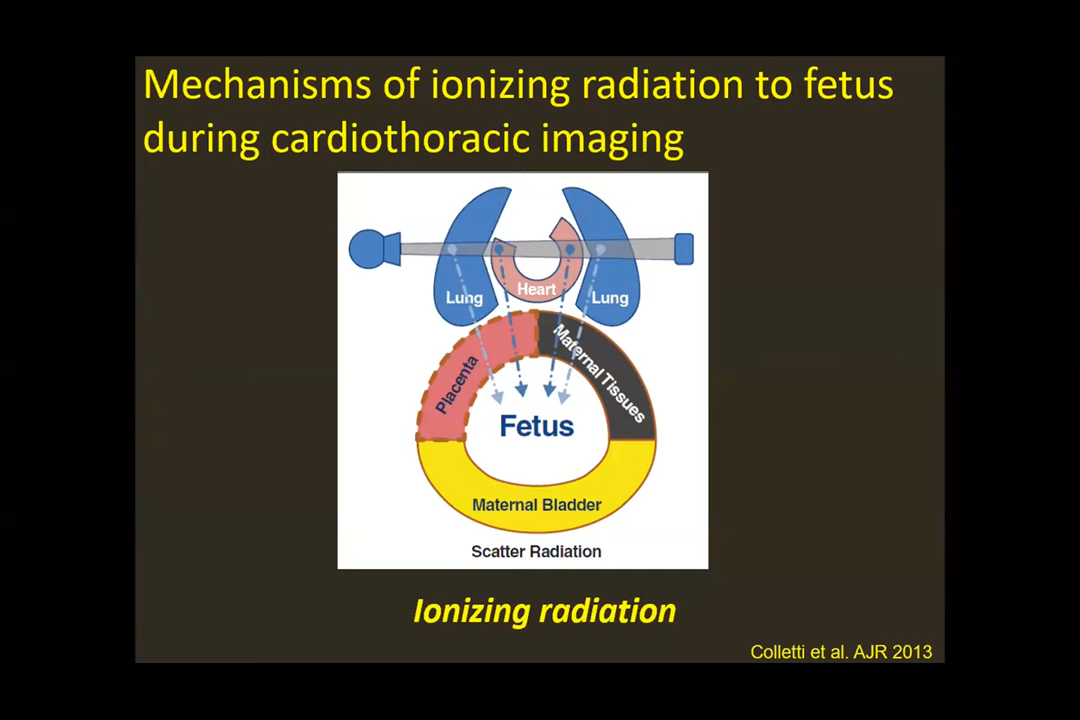 Mechanisms of ionizing radiation to fetus
during cardiothoracic imaging
Lung
Heart
Lung
Placenta
Maternal Tissues
Fetus
Maternal Bladder
Scatter Radiation
Ionizing radiation
Colletti et al. AJR 2013